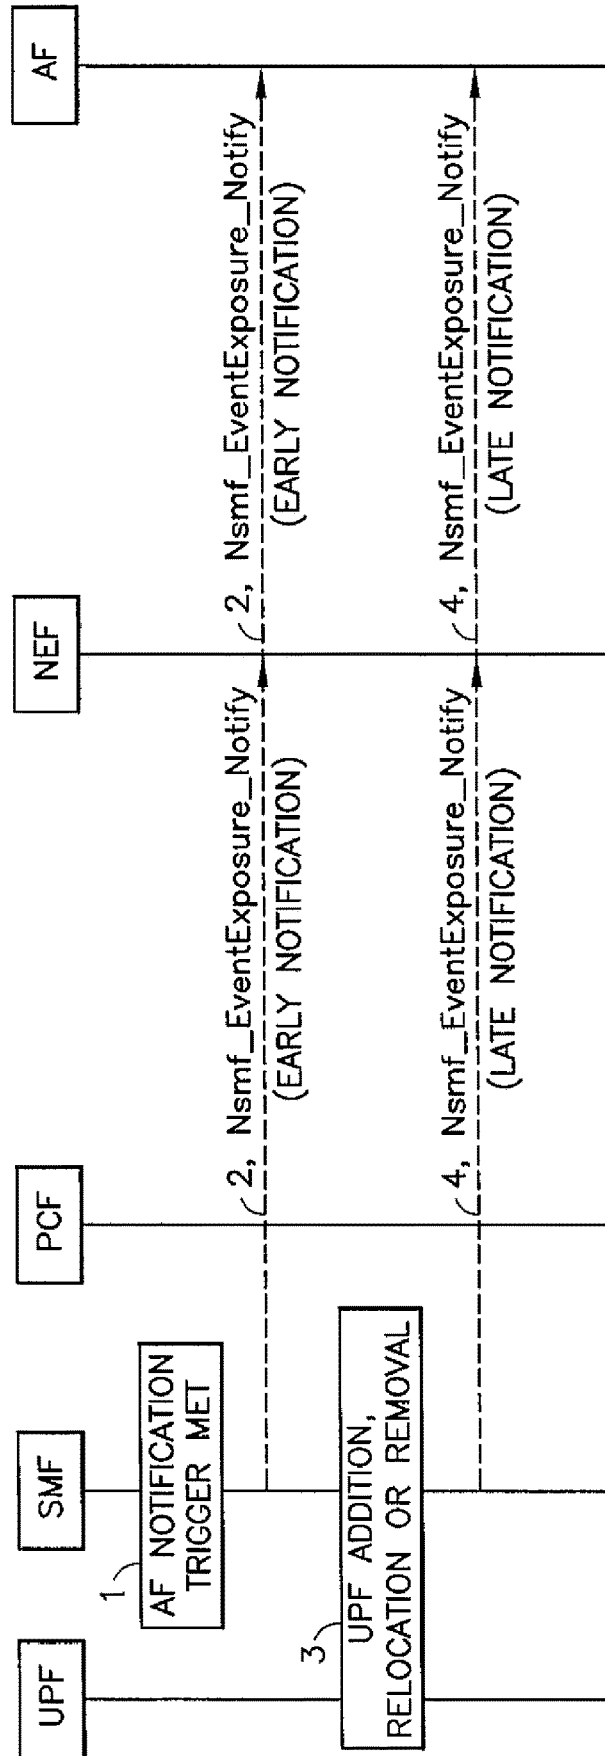 UPF
SMF
PCF
NEF
AF
1
AF NOTIFICATION
TRIGGER MET
2, Nsmf_EventExposure_Notify
(EARLY NOTIFICATION)
2, Nsmf_EventExposure_Notify
(EARLY NOTIFICATION)
3
UPF ADDITION,
RELOCATION OR REMOVAL
4, Nsmf_EventExposure_Notify
(LATE NOTIFICATION)
4, Nsmf_EventExposure_Notify
(LATE NOTIFICATION)